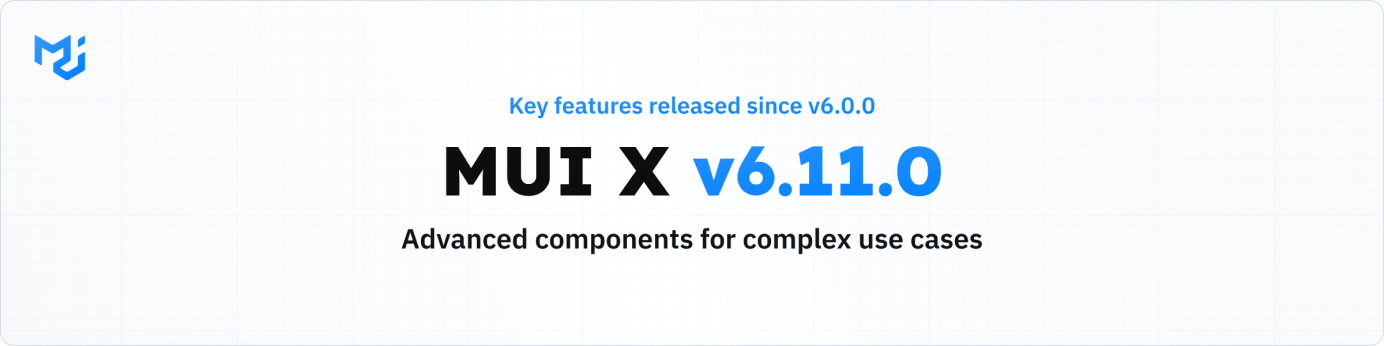 Key features released since v6.0.0
MUI X v6.11.0
Advanced components for complex use cases